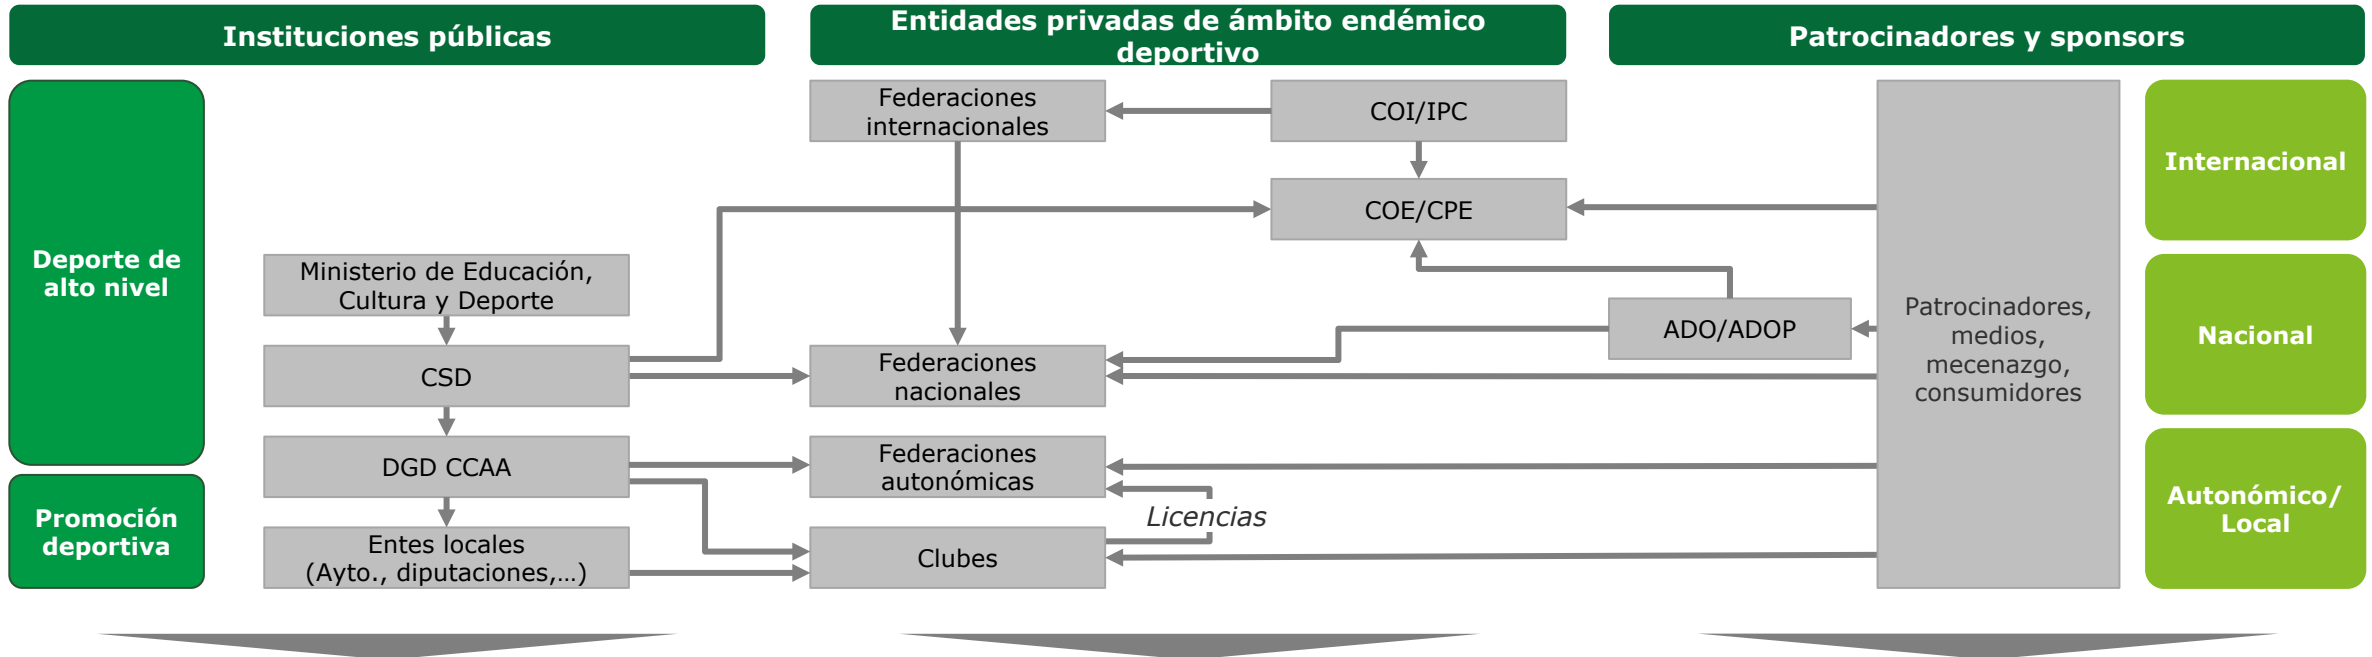 Instituciones públicas
Entidades privadas de ámbito endémico
deportivo
Patrocinadores y sponsors
Federaciones
internacionales
COI/IPC
Internacional
COE/CPE
Deporte de
alto nivel
Ministerio de Educación,
Cultura y Deporte
ADO/ADOP
Patrocinadores,
medios,
mecenazgo,
consumidores
Nacional
CSD
Federaciones
nacionales
DGD CCAA
Federaciones
autonómicas
Autonómico/
Local
Licencias
Promoción
deportiva
Entes locales
(Ayto., diputaciones,...)
Clubes